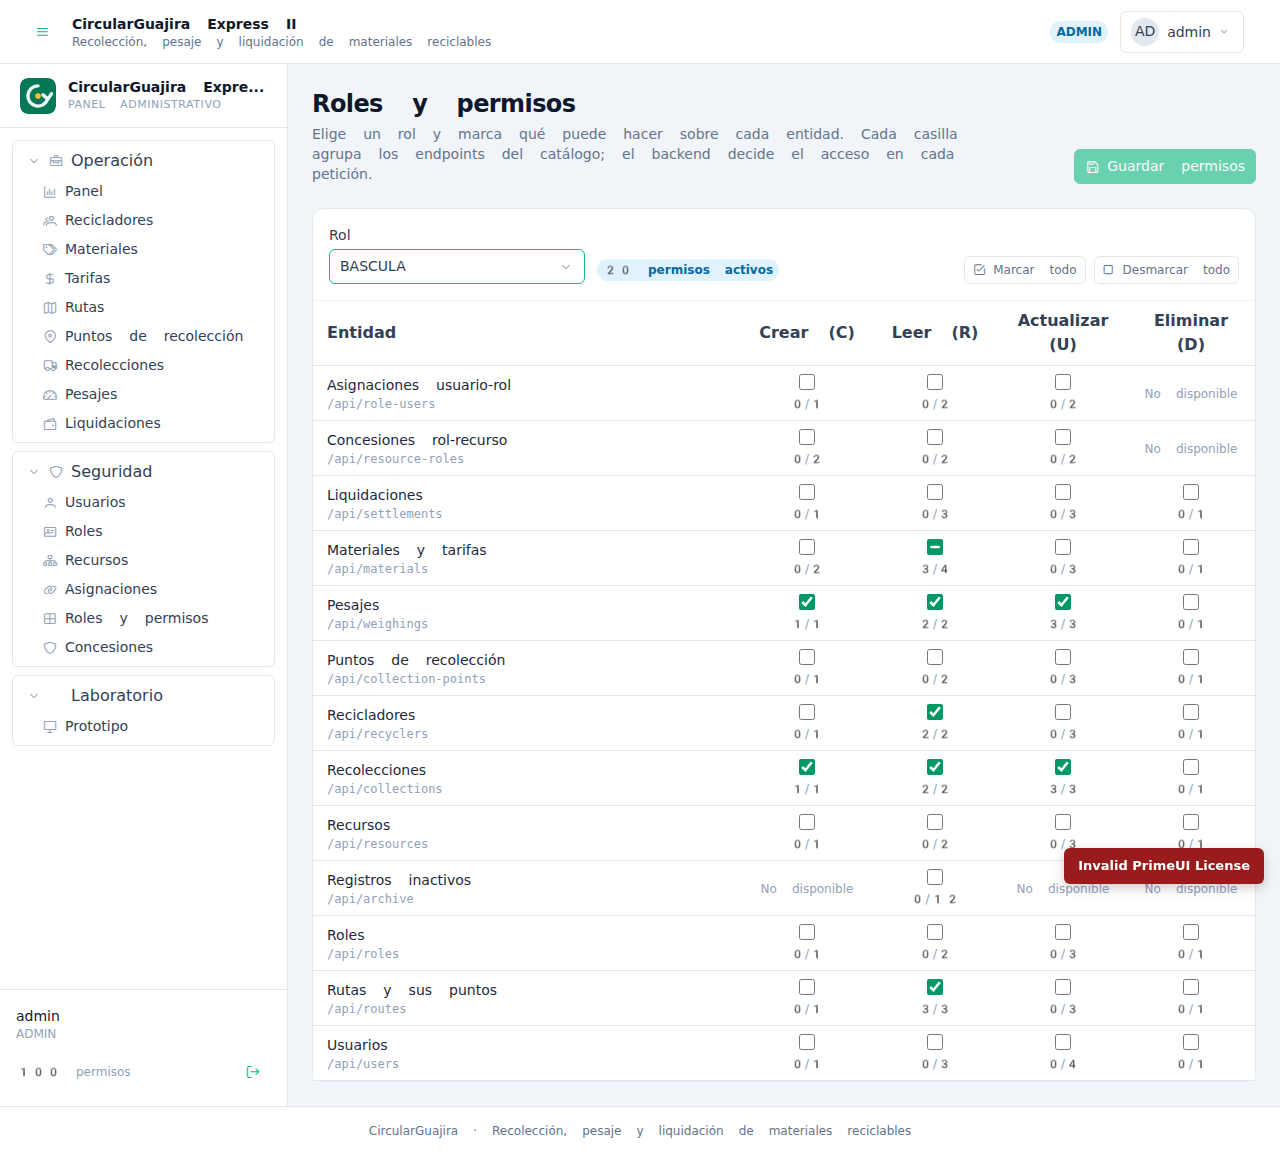 CircularGuajira Express II
Recolección, pesaje y liquidación de materiales reciclables
ADMIN
AD admin
CircularGuajira Expre...
PANEL ADMINISTRATIVO
Operación
Panel
Recicladores
Materiales
Tarifas
Rutas
Puntos de recolección
Recolecciones
Pesajes
Liquidaciones
Seguridad
Usuarios
Roles
Recursos
Asignaciones
Roles y permisos
Concesiones
Laboratorio
Prototipo
admin
ADMIN
100 permisos
Roles y permisos
Elige un rol y marca qué puede hacer sobre cada entidad. Cada casilla
agrupa los endpoints del catálogo; el backend decide el acceso en cada
petición.
Guardar permisos
Rol
BASCULA
20 permisos activos
Marcar todo
Desmarcar todo
Entidad Crear (C) Leer (R) Actualizar (U) Eliminar (D)
Asignaciones usuario-rol
/api/role-users 0/1 0/2 0/2 No disponible
Concesiones rol-recurso
/api/resource-roles 0/2 0/2 0/2 No disponible
Liquidaciones
/api/settlements 0/1 0/3 0/3 0/1
Materiales y tarifas
/api/materials 0/2 3/4 0/3 0/1
Pesajes
/api/weighings 1/1 2/2 3/3 0/1
Puntos de recolección
/api/collection-points 0/1 0/2 0/3 0/1
Recicladores
/api/recyclers 0/1 2/2 0/3 0/1
Recolecciones
/api/collections 1/1 2/2 3/3 0/1
Recursos
/api/resources 0/1 0/2 0/3 0/1
Invalid PrimeUI License
Registros inactivos
/api/archive No disponible 0/12 No disponible No disponible
Roles
/api/roles 0/1 0/2 0/3 0/1
Rutas y sus puntos
/api/routes 0/1 3/3 0/3 0/1
Usuarios
/api/users 0/1 0/3 0/4 0/1
CircularGuajira · Recolección, pesaje y liquidación de materiales reciclables